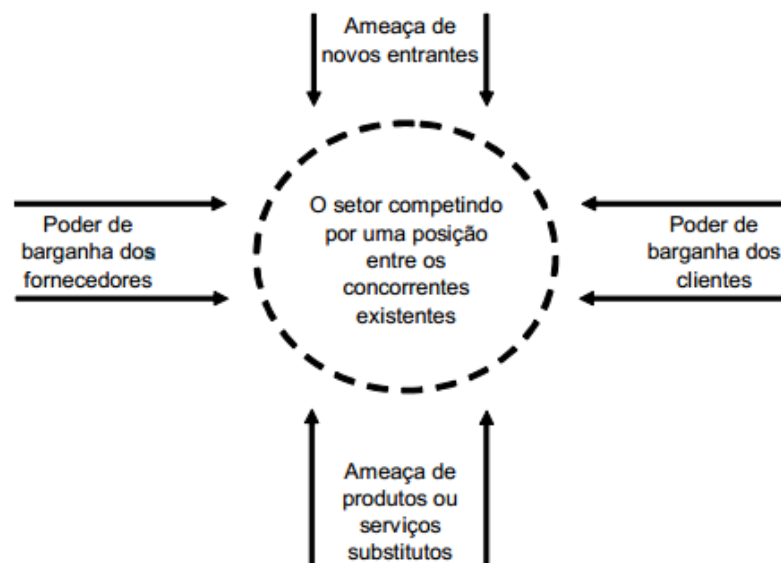 Ameaça de
novos entrantes
O setor competindo
por uma posição
entre os
concorrentes
existentes
Poder de
barganha dos
fornecedores
Poder de
barganha dos
clientes
Ameaça de
produtos ou
serviços
substitutos